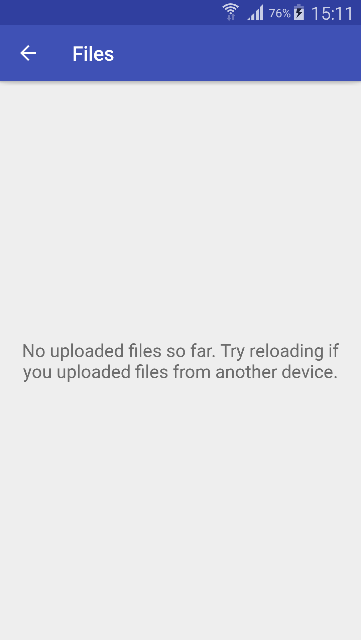 76% 15:11
Files
No uploaded files so far. Try reloading if
you uploaded files from another device.